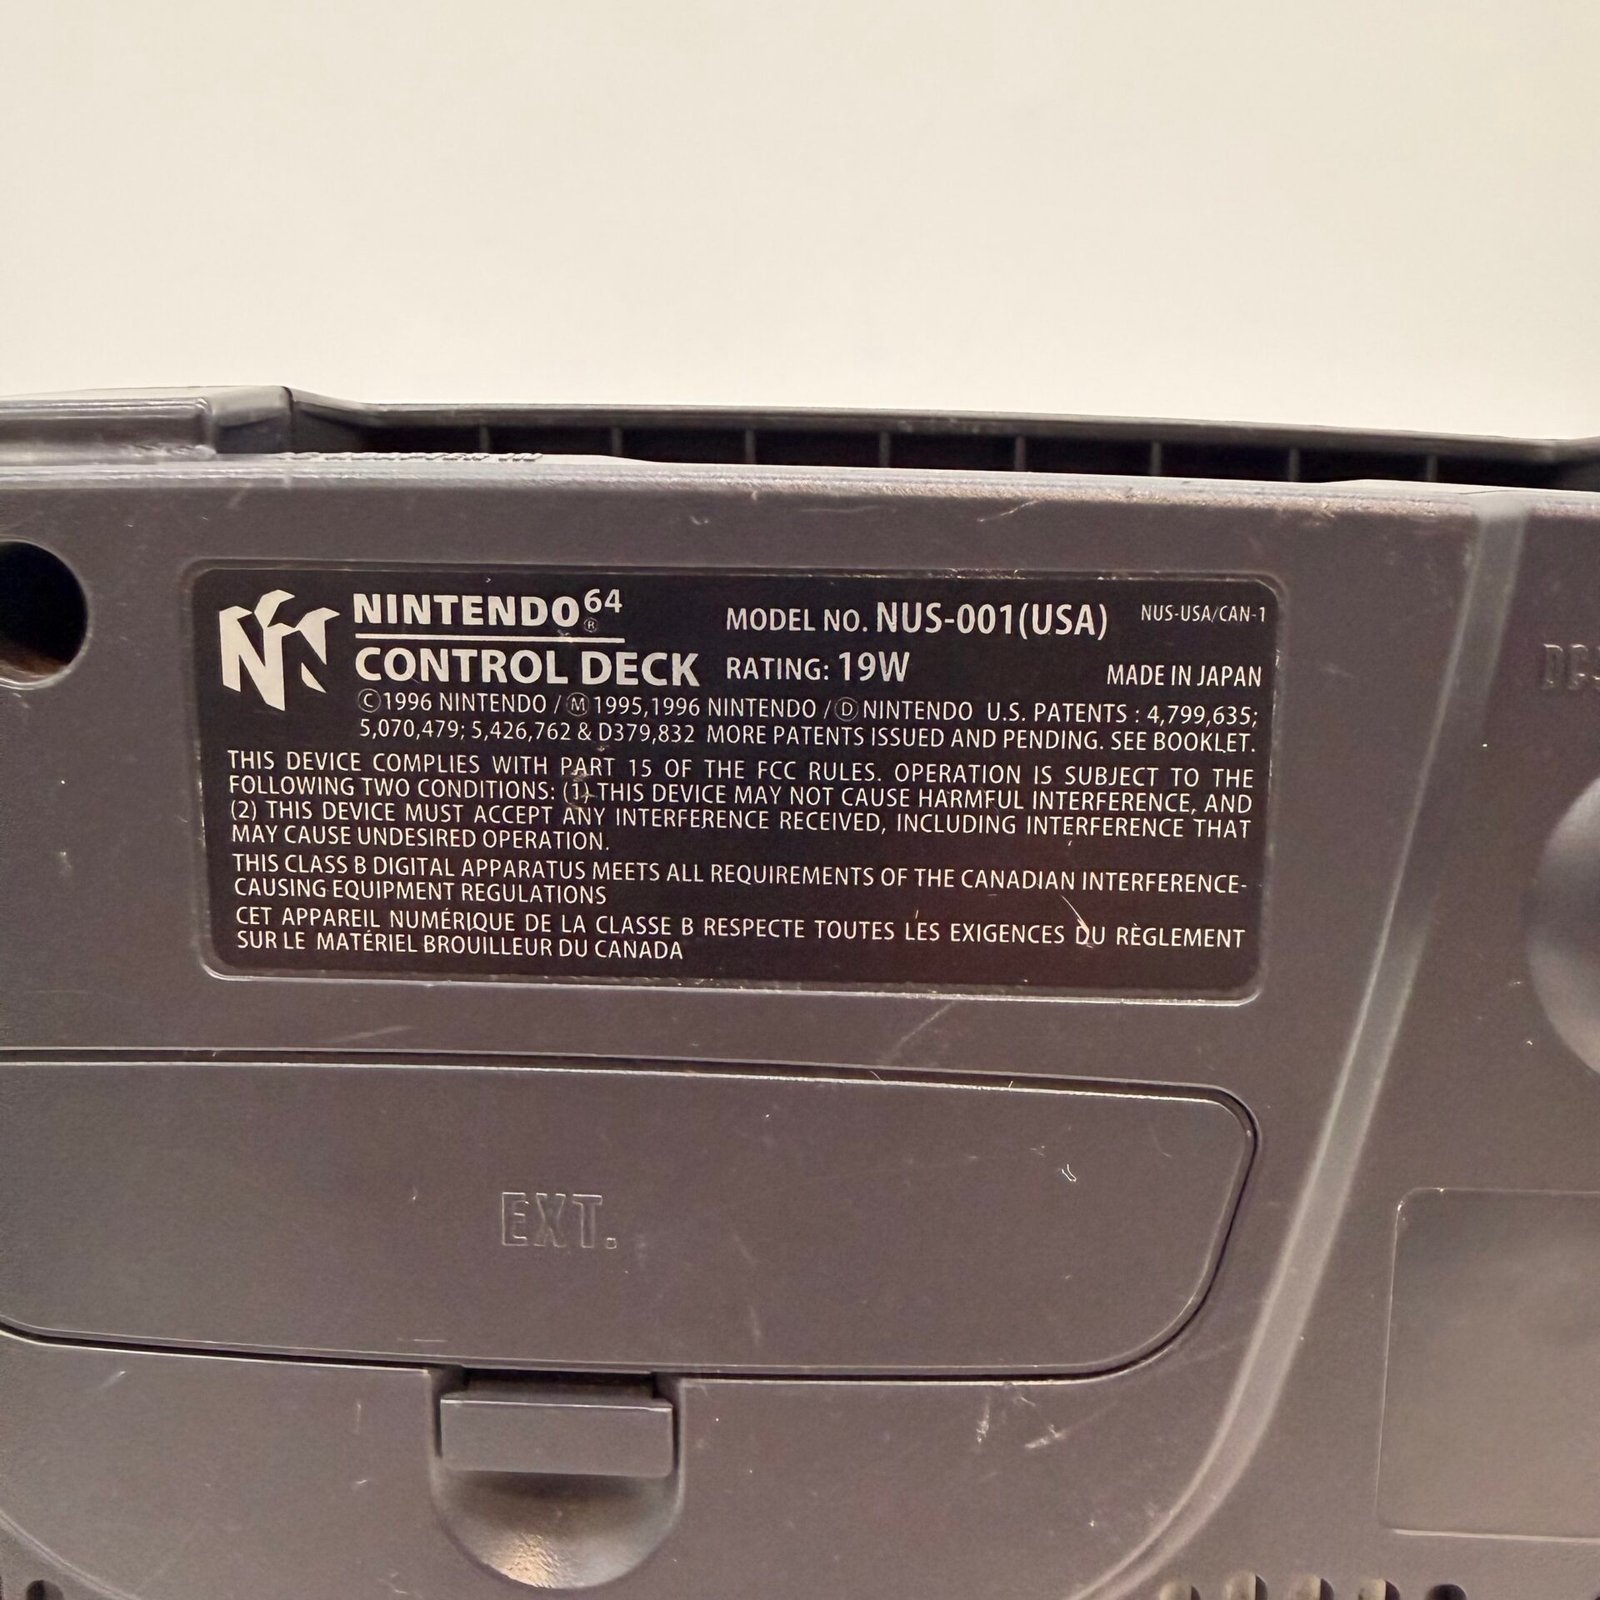 NINTENDO64®
CONTROL DECK
MODEL NO. NUS-001(USA) NUS-USA/CAN-1
RATING: 19W MADE IN JAPAN
©1996 NINTENDO / Ⓜ 1995,1996 NINTENDO / Ⓓ NINTENDO U.S. PATENTS : 4,799,635;
5,070,479; 5,426,762 & D379,832 MORE PATENTS ISSUED AND PENDING. SEE BOOKLET.
THIS DEVICE COMPLIES WITH PART 15 OF THE FCC RULES. OPERATION IS SUBJECT TO THE
FOLLOWING TWO CONDITIONS: (1) THIS DEVICE MAY NOT CAUSE HARMFUL INTERFERENCE, AND
(2) THIS DEVICE MUST ACCEPT ANY INTERFERENCE RECEIVED, INCLUDING INTERFERENCE THAT
MAY CAUSE UNDESIRED OPERATION.
THIS CLASS B DIGITAL APPARATUS MEETS ALL REQUIREMENTS OF THE CANADIAN INTERFERENCE-
CAUSING EQUIPMENT REGULATIONS
CET APPAREIL NUMÉRIQUE DE LA CLASSE B RESPECTE TOUTES LES EXIGENCES DU RÈGLEMENT
SUR LE MATÉRIEL BROUILLEUR DU CANADA
EXT.